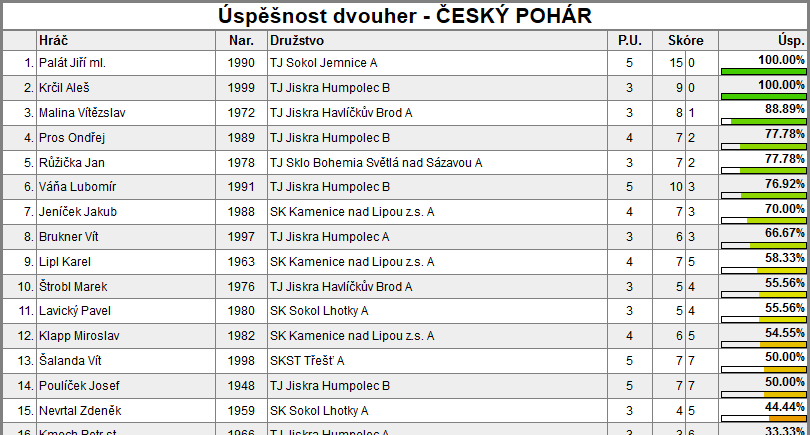 Úspěšnost dvouher - ČESKÝ POHÁR
Hráč Nar. Družstvo P.U. Skóre Úsp.
1. Palát Jiří ml. 1990 TJ Sokol Jemnice A 5 15 0 100.00%
2. Krčil Aleš 1999 TJ Jiskra Humpolec B 3 9 0 100.00%
3. Malina Vítězslav 1972 TJ Jiskra Havlíčkův Brod A 3 8 1 88.89%
4. Pros Ondřej 1989 TJ Jiskra Humpolec B 4 7 2 77.78%
5. Růžička Jan 1978 TJ Sklo Bohemia Světlá nad Sázavou A 3 7 2 77.78%
6. Váňa Lubomír 1991 TJ Jiskra Humpolec B 5 10 3 76.92%
7. Jeníček Jakub 1988 SK Kamenice nad Lipou z.s. A 4 7 3 70.00%
8. Brukner Vít 1997 TJ Jiskra Humpolec A 3 6 3 66.67%
9. Lipl Karel 1963 SK Kamenice nad Lipou z.s. A 4 7 5 58.33%
10. Štrobl Marek 1976 TJ Jiskra Havlíčkův Brod A 3 5 4 55.56%
11. Lavický Pavel 1980 SK Sokol Lhotky A 3 5 4 55.56%
12. Klapp Miroslav 1982 SK Kamenice nad Lipou z.s. A 4 6 5 54.55%
13. Šalanda Vít 1998 SKST Třešť A 5 7 7 50.00%
14. Poulíček Josef 1948 TJ Jiskra Humpolec B 5 7 7 50.00%
15. Nevrtal Zdeněk 1959 SK Sokol Lhotky A 3 4 5 44.44%
16. Kmoch Petr st. 1966 TJ Jiskra Humpolec A 3 3 6 33.33%